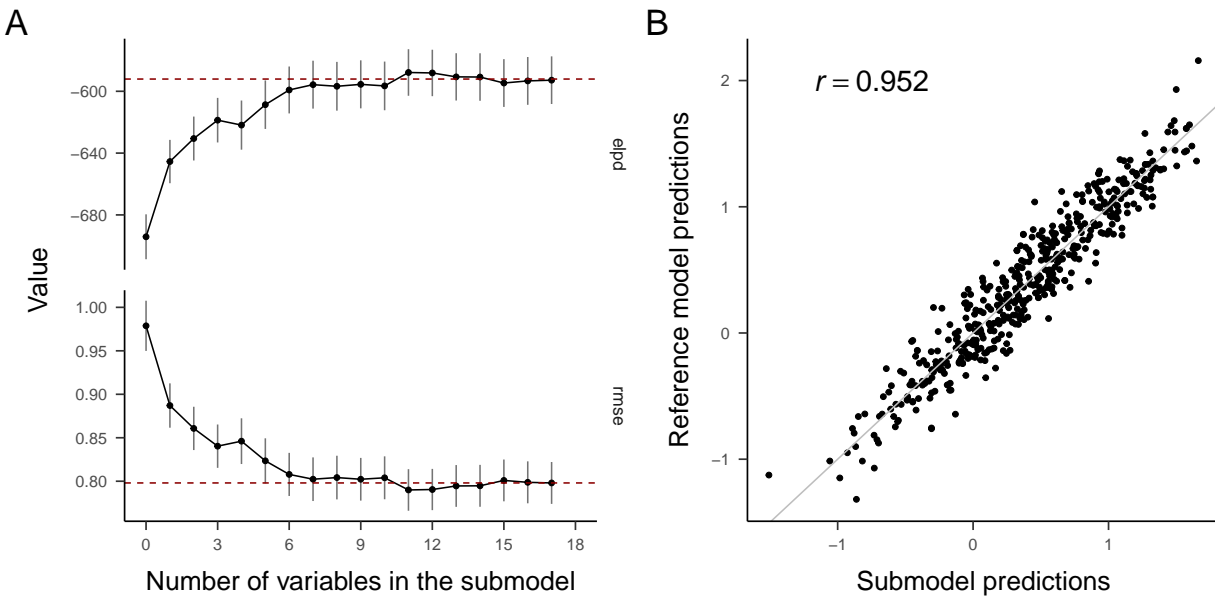 A
B
−600
−640
−680
elpd
Value
1.00
0.95
0.90
0.85
0.80
rmse
0 3 6 9 12 15 18
Number of variables in the submodel
r = 0.952
2
1
0
−1
Reference model predictions
−1 0 1
Submodel predictions